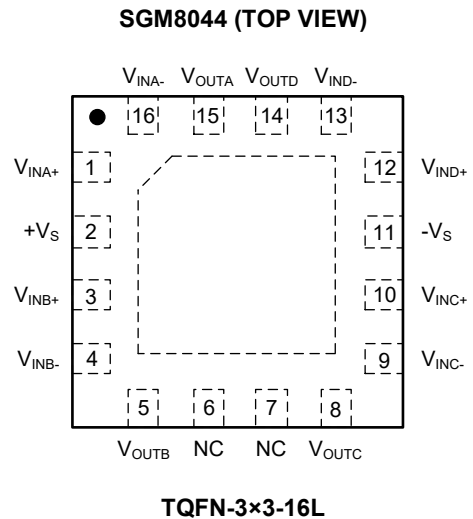 SGM8044 (TOP VIEW)
VINA- VOUTA VOUTD VIND-
16 15 14 13
VINA+ 1 12 VIND+
+VS 2 11 -VS
VINB+ 3 10 VINC+
VINB- 4 9 VINC-
5 6 7 8
VOUTB NC NC VOUTC
TQFN-3×3-16L